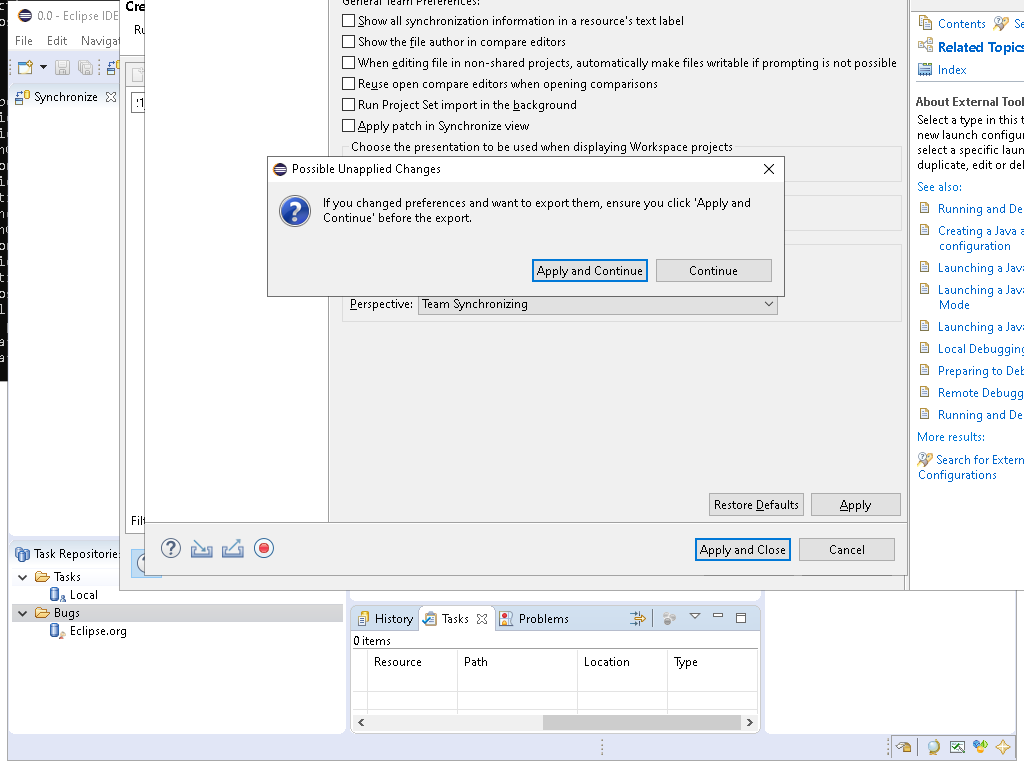 0.0 - Eclipse IDE
File Edit Navigat
Synchronize
Cre
Ru
General Team Preferences:
Show all synchronization information in a resource's text label
Show the file author in compare editors
When editing file in non-shared projects, automatically make files writable if prompting is not possible
Reuse open compare editors when opening comparisons
Run Project Set import in the background
Apply patch in Synchronize view
Choose the presentation to be used when displaying Workspace projects
Possible Unapplied Changes
If you changed preferences and want to export them, ensure you click 'Apply and
Continue' before the export.
Apply and Continue
Continue
Perspective:
Team Synchronizing
Restore Defaults
Apply
Filt
Apply and Close
Cancel
Contents
Se
Related Topics
Index
About External Tool
Select a type in this t
new launch configur
select a specific laun
duplicate, edit or del
See also:
Running and De
Creating a Java a
configuration
Launching a Java
Launching a Java
Mode
Launching a Java
Local Debugging
Preparing to Deb
Remote Debugg
Running and De
More results:
Search for Extern
Configurations
Task Repositories
Tasks
Local
Bugs
Eclipse.org
History
Tasks
Problems
0 items
Resource
Path
Location
Type